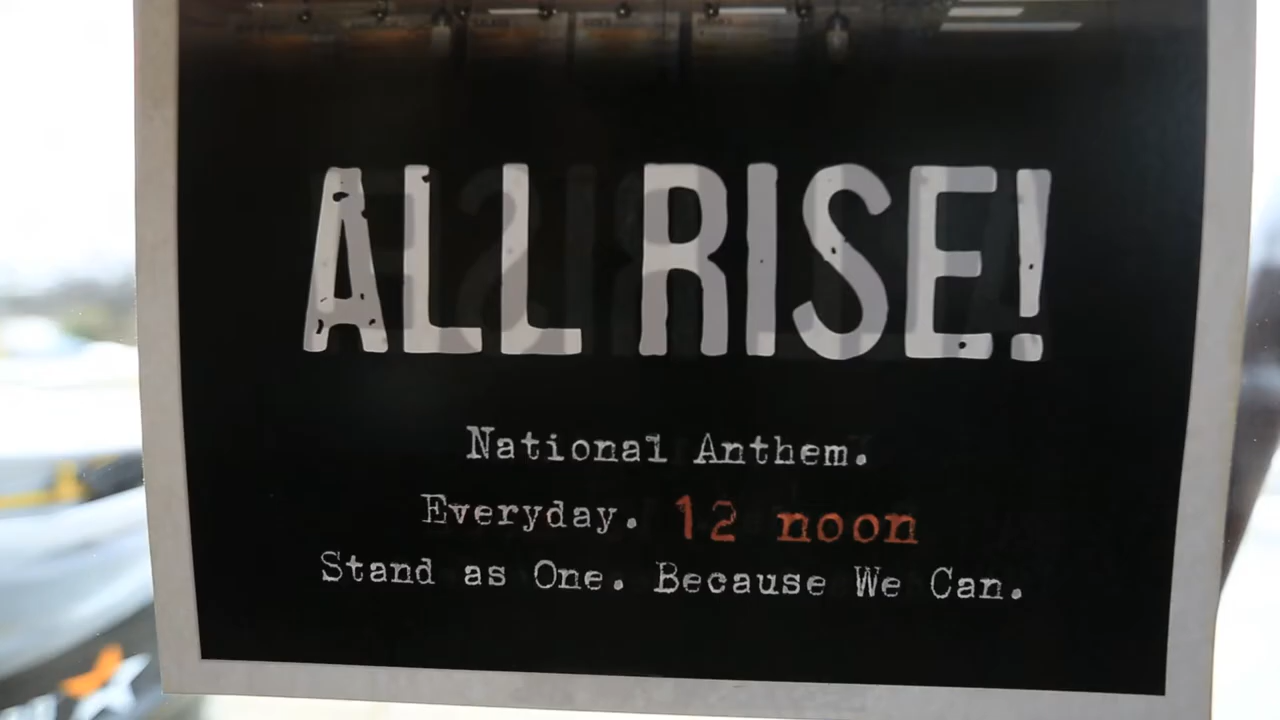 ALL RISE!
National Anthem.
Everyday. 12 noon
Stand as One. Because We Can.